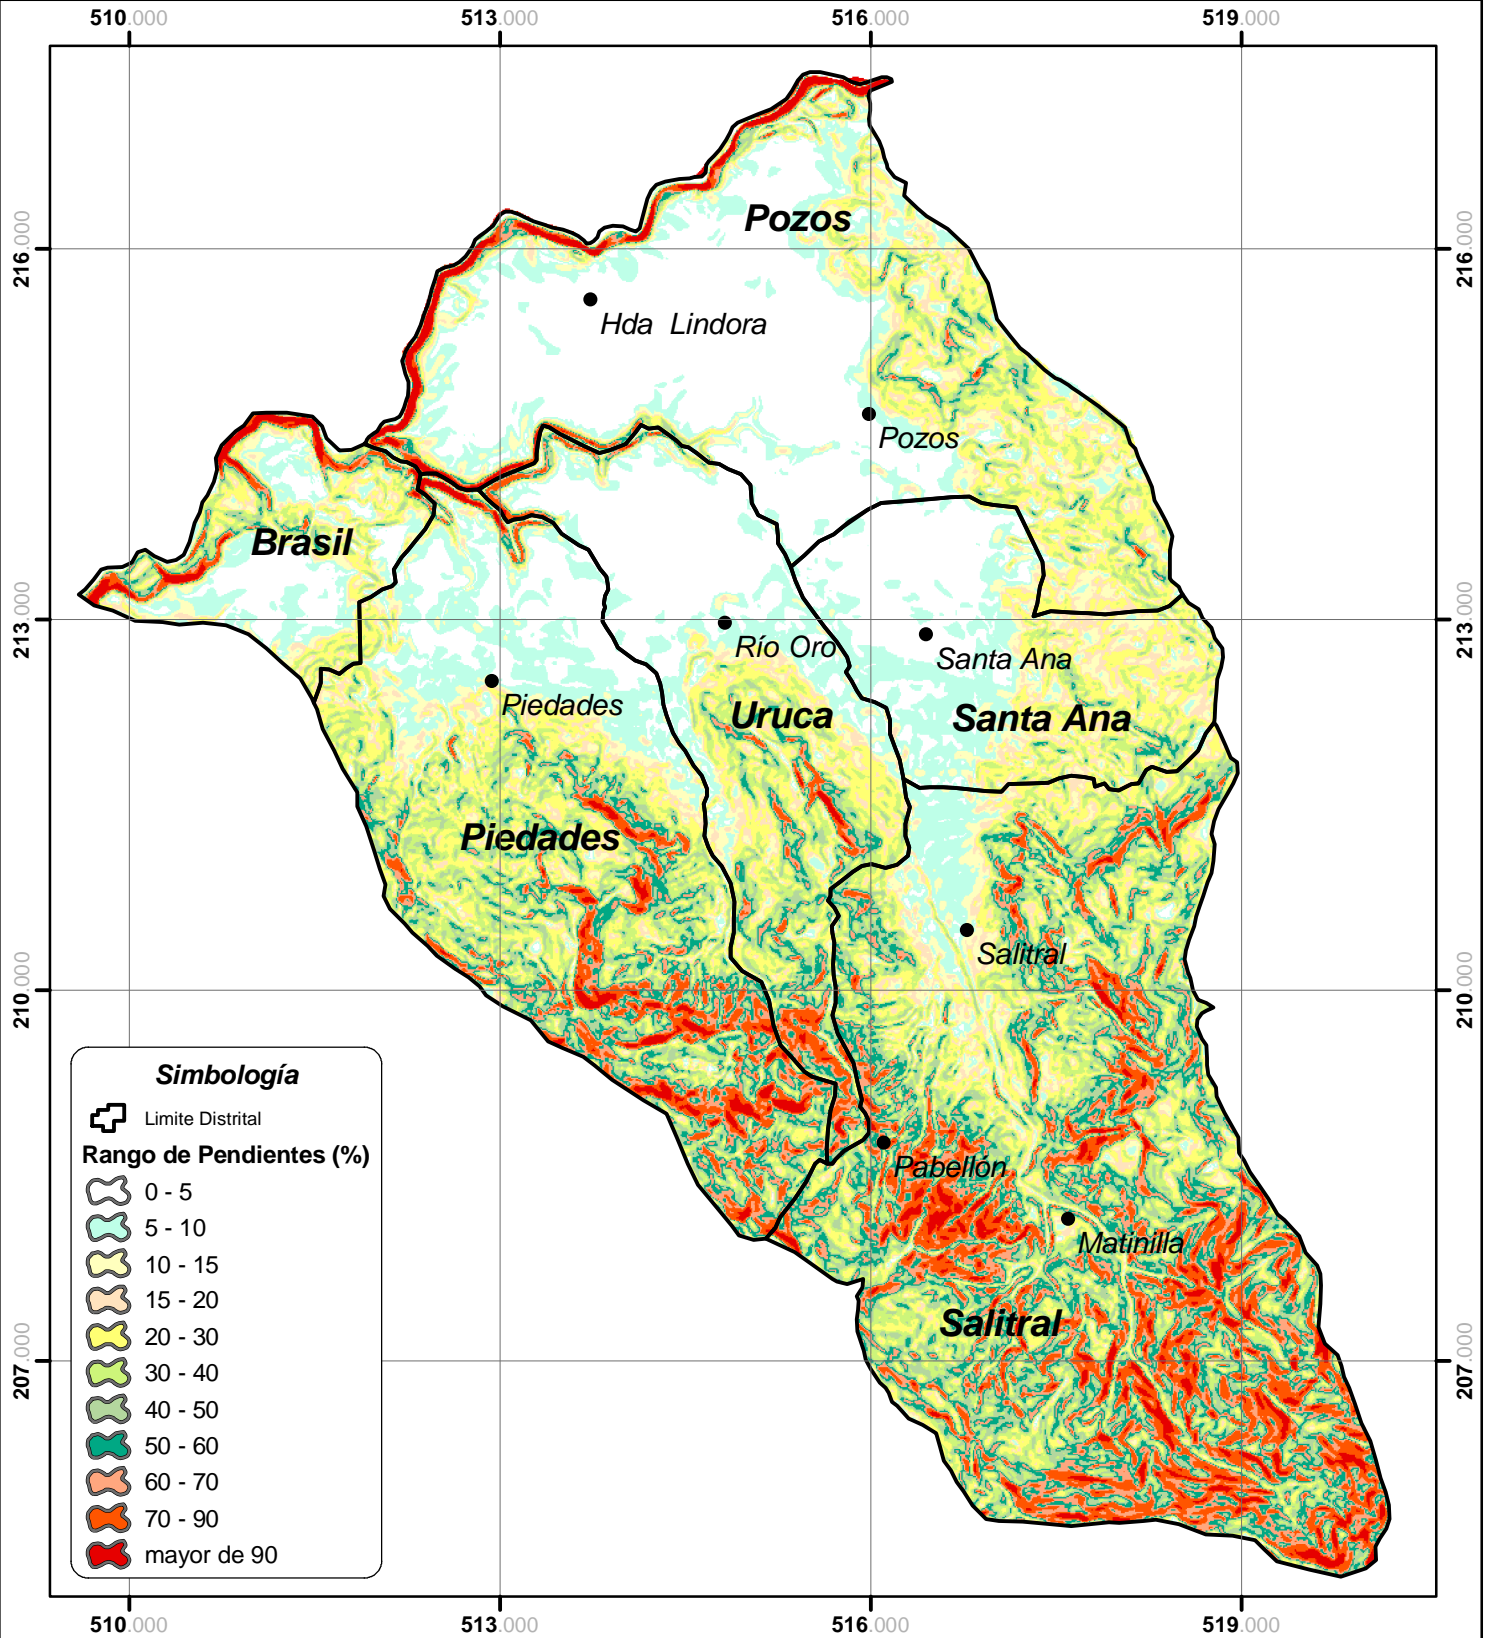 510.000 513.000 516.000 519.000
Pozos
216.000 216.000
Hda Lindora
Pozos
Brasil
213.000 213.000
Río Oro
Santa Ana
Piedades
Uruca
Santa Ana
Piedades
Salitral
210.000 210.000
Simbología
Limite Distrital
Rango de Pendientes (%)
0 - 5
5 - 10
10 - 15
15 - 20
20 - 30
30 - 40
40 - 50
50 - 60
60 - 70
70 - 90
mayor de 90
Pabellón
Matinilla
Salitral
207.000 207.000
510.000 513.000 516.000 519.000